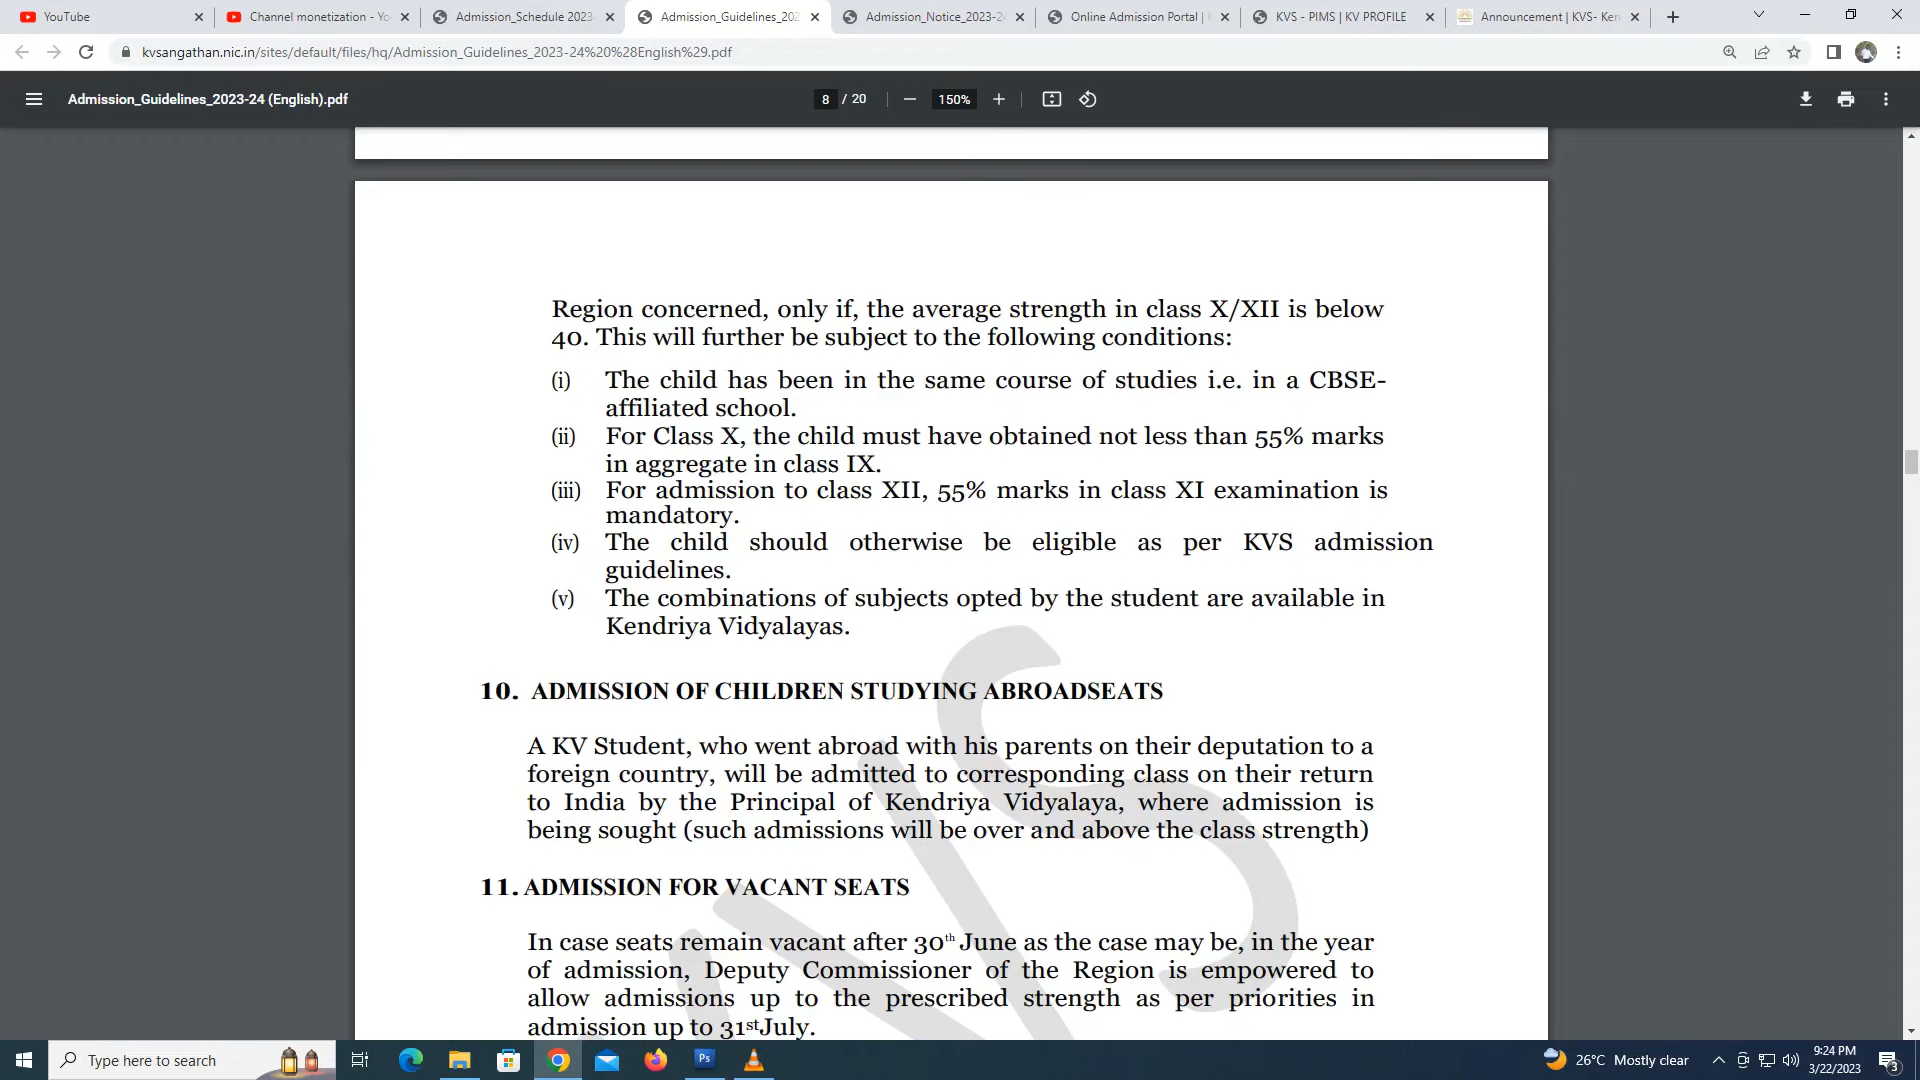 YouTube
Channel monetization - Yo
Admission_Schedule 2023-
Admission_Guidelines_202
Admission_Notice_2023-2
Online Admission Portal |
KVS - PIMS | KV PROFILE
Announcement | KVS- Ken
kvsangathan.nic.in/sites/default/files/hq/Admission_Guidelines_2023-24%20%28English%29.pdf
Admission_Guidelines_2023-24 (English).pdf
8 / 20
150%
Region concerned, only if, the average strength in class X/XII is below
40. This will further be subject to the following conditions:
(i) The child has been in the same course of studies i.e. in a CBSE-
affiliated school.
(ii) For Class X, the child must have obtained not less than 55% marks
in aggregate in class IX.
(iii) For admission to class XII, 55% marks in class XI examination is
mandatory.
(iv) The child should otherwise be eligible as per KVS admission
guidelines.
(v) The combinations of subjects opted by the student are available in
Kendriya Vidyalayas.
10. ADMISSION OF CHILDREN STUDYING ABROADSEATS
A KV Student, who went abroad with his parents on their deputation to a
foreign country, will be admitted to corresponding class on their return
to India by the Principal of Kendriya Vidyalaya, where admission is
being sought (such admissions will be over and above the class strength)
11. ADMISSION FOR VACANT SEATS
In case seats remain vacant after 30th June as the case may be, in the year
of admission, Deputy Commissioner of the Region is empowered to
allow admissions up to the prescribed strength as per priorities in
admission up to 31st July.
Type here to search
Ps
26°C Mostly clear
9:24 PM
3/22/2023
3